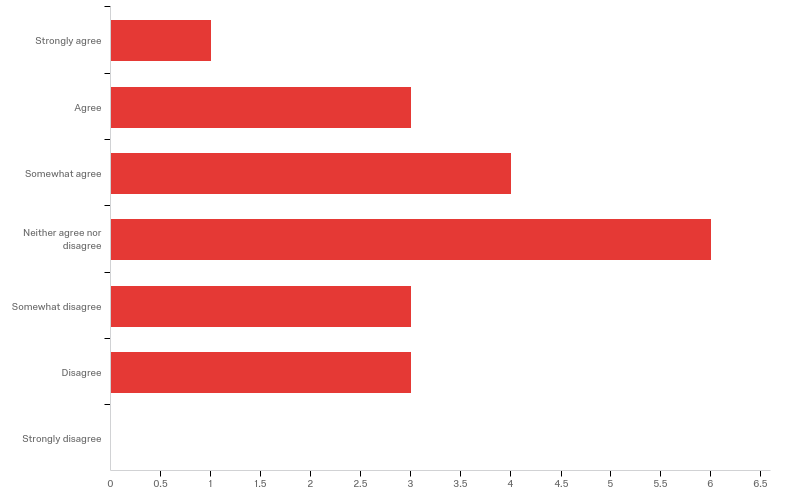 Strongly agree
Agree
Somewhat agree
Neither agree nor
disagree
Somewhat disagree
Disagree
Strongly disagree
0 0.5 1 1.5 2 2.5 3 3.5 4 4.5 5 5.5 6 6.5